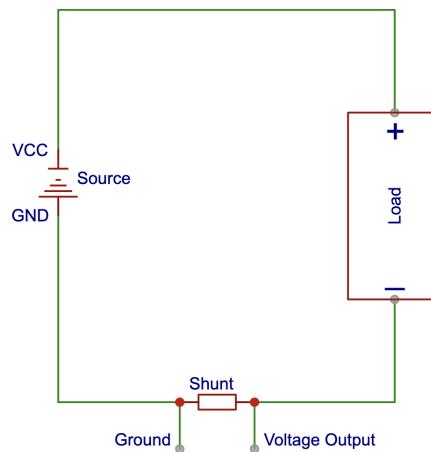 VCC
Source
GND
+
Load
–
Shunt
Ground
Voltage Output